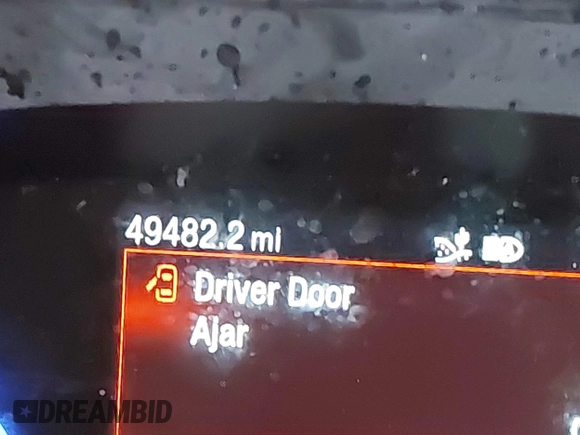 49482.2 mi
Driver Door
Ajar
DREAMBID